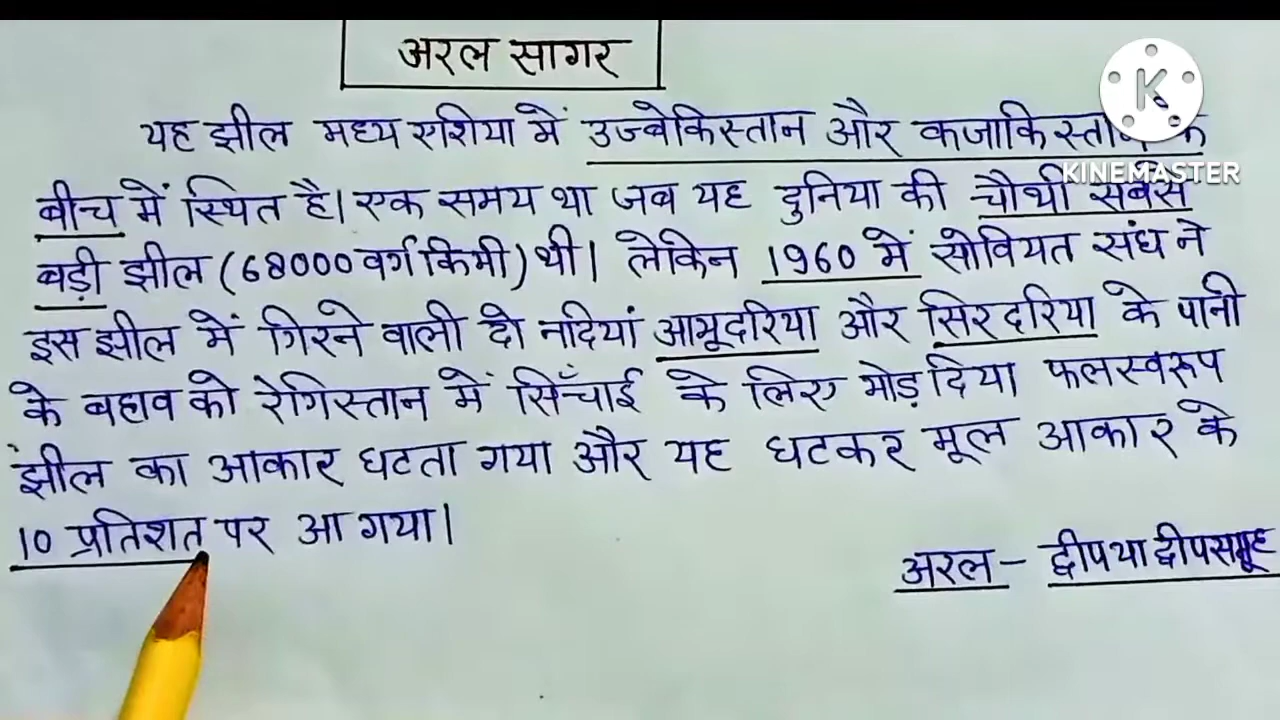 अरल सागर
यह झील मध्य एशिया में उज्बेकिस्तान और कजाकिस्तान के
KINEMASTER
बीच में स्थित है। एक समय था जब यह दुनिया की चौथी सबसे
बड़ी झील (68000 वर्ग किमी) थी। लेकिन 1960 में सोवियत संघ ने
इस झील में गिरने वाली दो नदियां आमूदरिया और सिरदरिया के पानी
के बहाव को रेगिस्तान में सिँचाई के लिए मोड़ दिया फलस्वरूप
झील का आकार घटता गया और यह घटकर मूल आकार के
10 प्रतिशत पर आ गया।
अरल - द्वीप या द्वीपसमूह